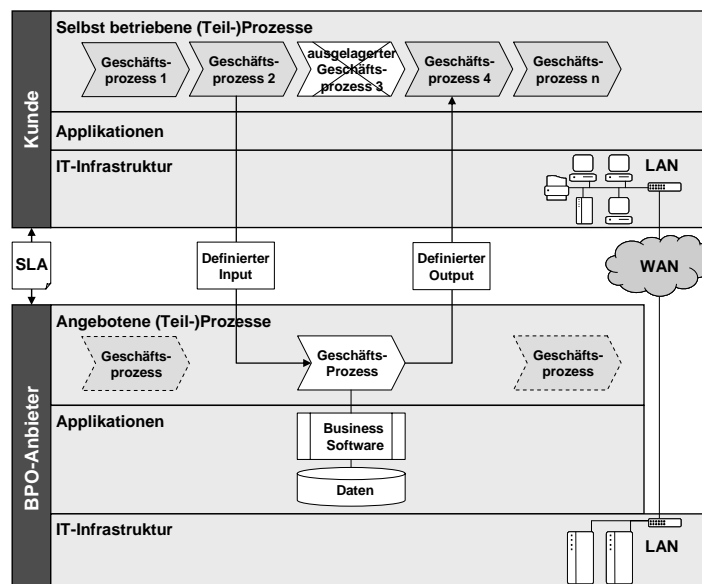 Kunde
Selbst betriebene (Teil-)Prozesse
Geschäfts-
prozess 1
Geschäfts-
prozess 2
ausgelagerter
Geschäfts-
prozess 3
Geschäfts-
prozess 4
Geschäfts-
prozess n
Applikationen
IT-Infrastruktur
LAN
SLA
Definierter
Input
Definierter
Output
WAN
BPO-Anbieter
Angebotene (Teil-)Prozesse
Geschäfts-
prozess
Geschäfts-
Prozess
Geschäfts-
prozess
Applikationen
Business
Software
Daten
IT-Infrastruktur
LAN